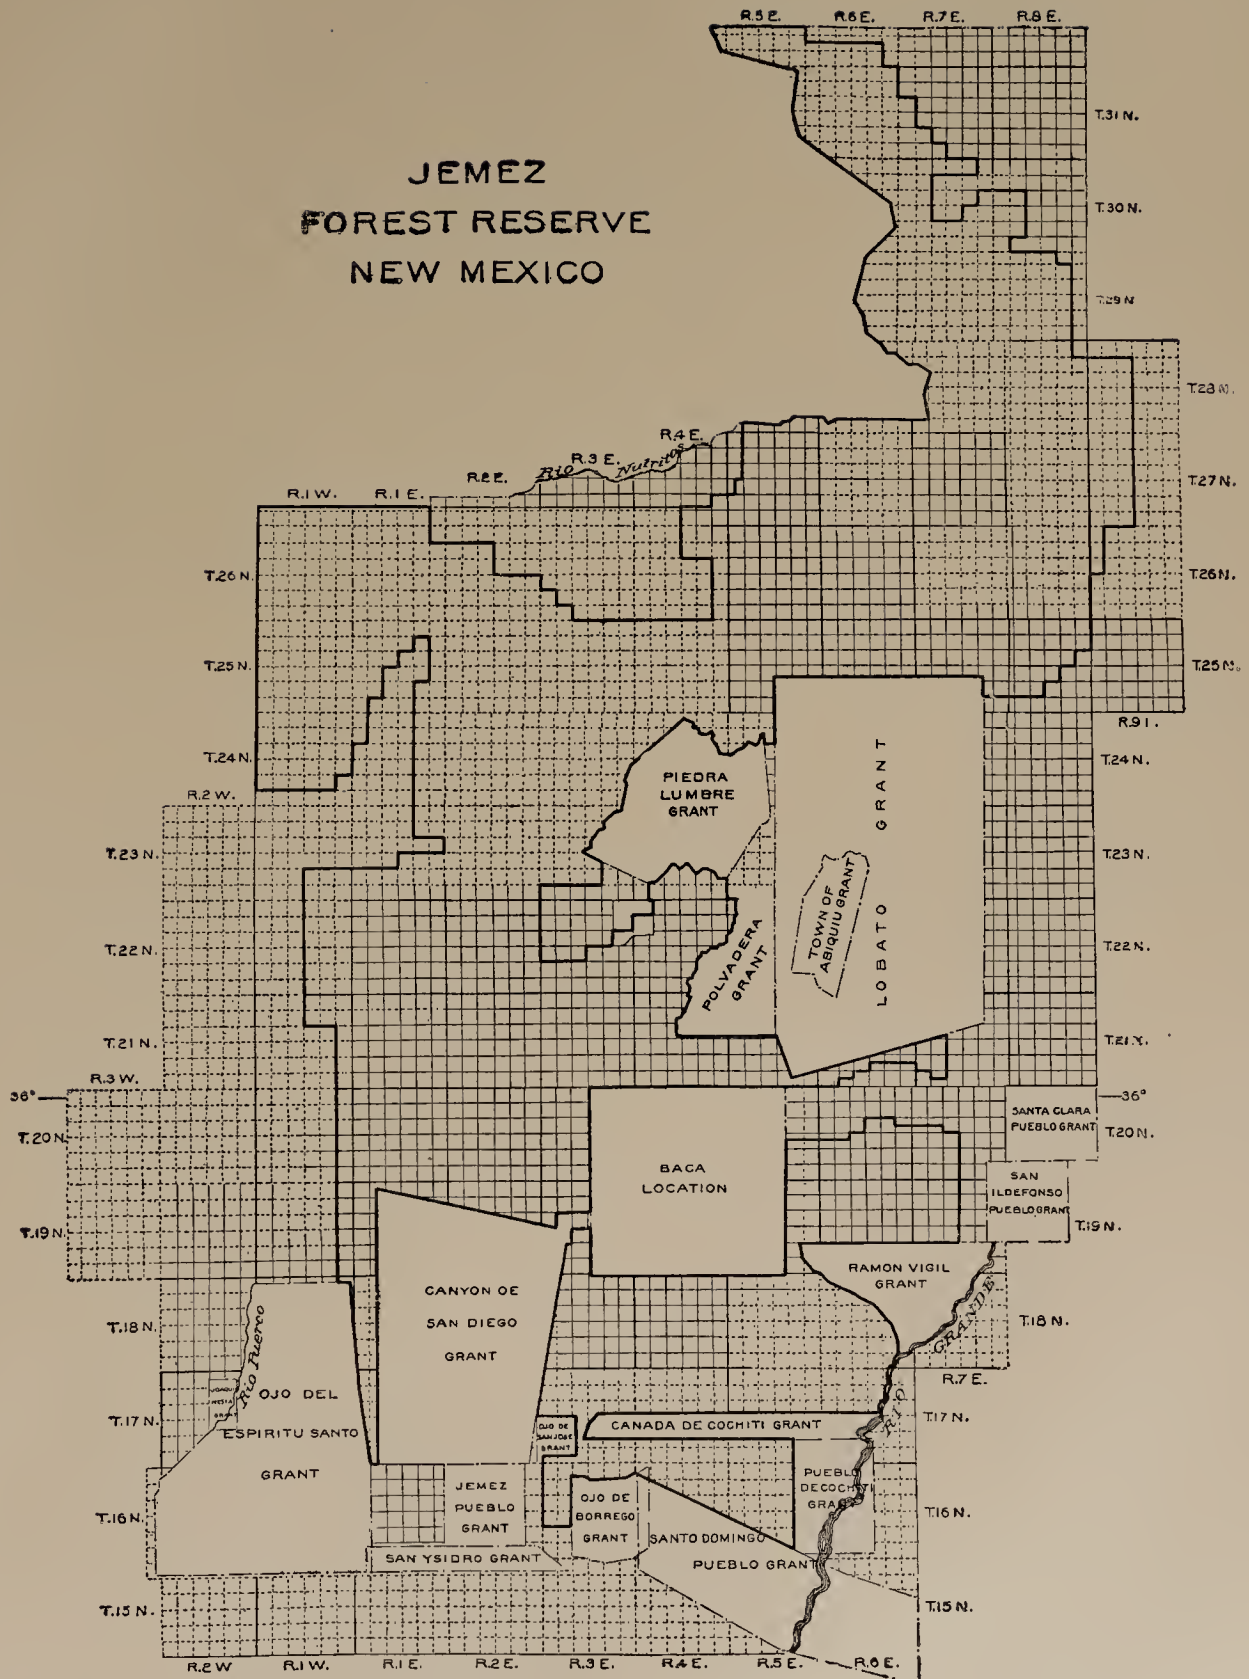 R.5 E. R.6 E. R.7 E. R.8 E.
JEMEZ
FOREST RESERVE
NEW MEXICO
T.31 N.
T.30 N.
T.29 N
T.28 N.
R.4 E.
R.3 E.
R.2 E.
Rio Nutritos
T.27 N.
R.1 W. R.1 E.
T.26 N.
T.26 N.
T.25 N.
T.25 N.
R.9 I.
T.24 N.
T.24 N.
PIEDRA
LUMBRE
GRANT
LOBATO GRANT
R.2 W.
T.23 N.
T.23 N.
TOWN OF
ABIQUIU GRANT
T.22 N.
T.22 N.
POLVADERA
GRANT
T.21 N.
T.21 N.
R.3 W.
36°
36°
T.20 N.
SANTA CLARA
PUEBLO GRANT
T.20 N.
BACA
LOCATION
SAN
ILDEFONSO
PUEBLO GRANT
T.19 N.
T.19 N.
RAMON VIGIL
GRANT
CANYON DE
SAN DIEGO
GRANT
T.18 N.
T.18 N.
Rio Puerco
RIO GRANDE
R.7 E.
OJO DEL
ESPIRITU SANTO
GRANT
T.17 N.
T.17 N.
OJO DE
SAN JOSE
GRANT
CANADA DE COCHITI GRANT
JEMEZ
PUEBLO
GRANT
OJO DE
BORREGO
GRANT
PUEBLO
DE COCHITI
GRANT
T.16 N.
T.16 N.
SANTO DOMINGO
PUEBLO GRANT
SAN YSIDRO GRANT
T.15 N.
T.15 N.
R.2 W R.1 W. R.1 E. R.2 E. R.3 E. R.4 E. R.5 E. R.6 E.